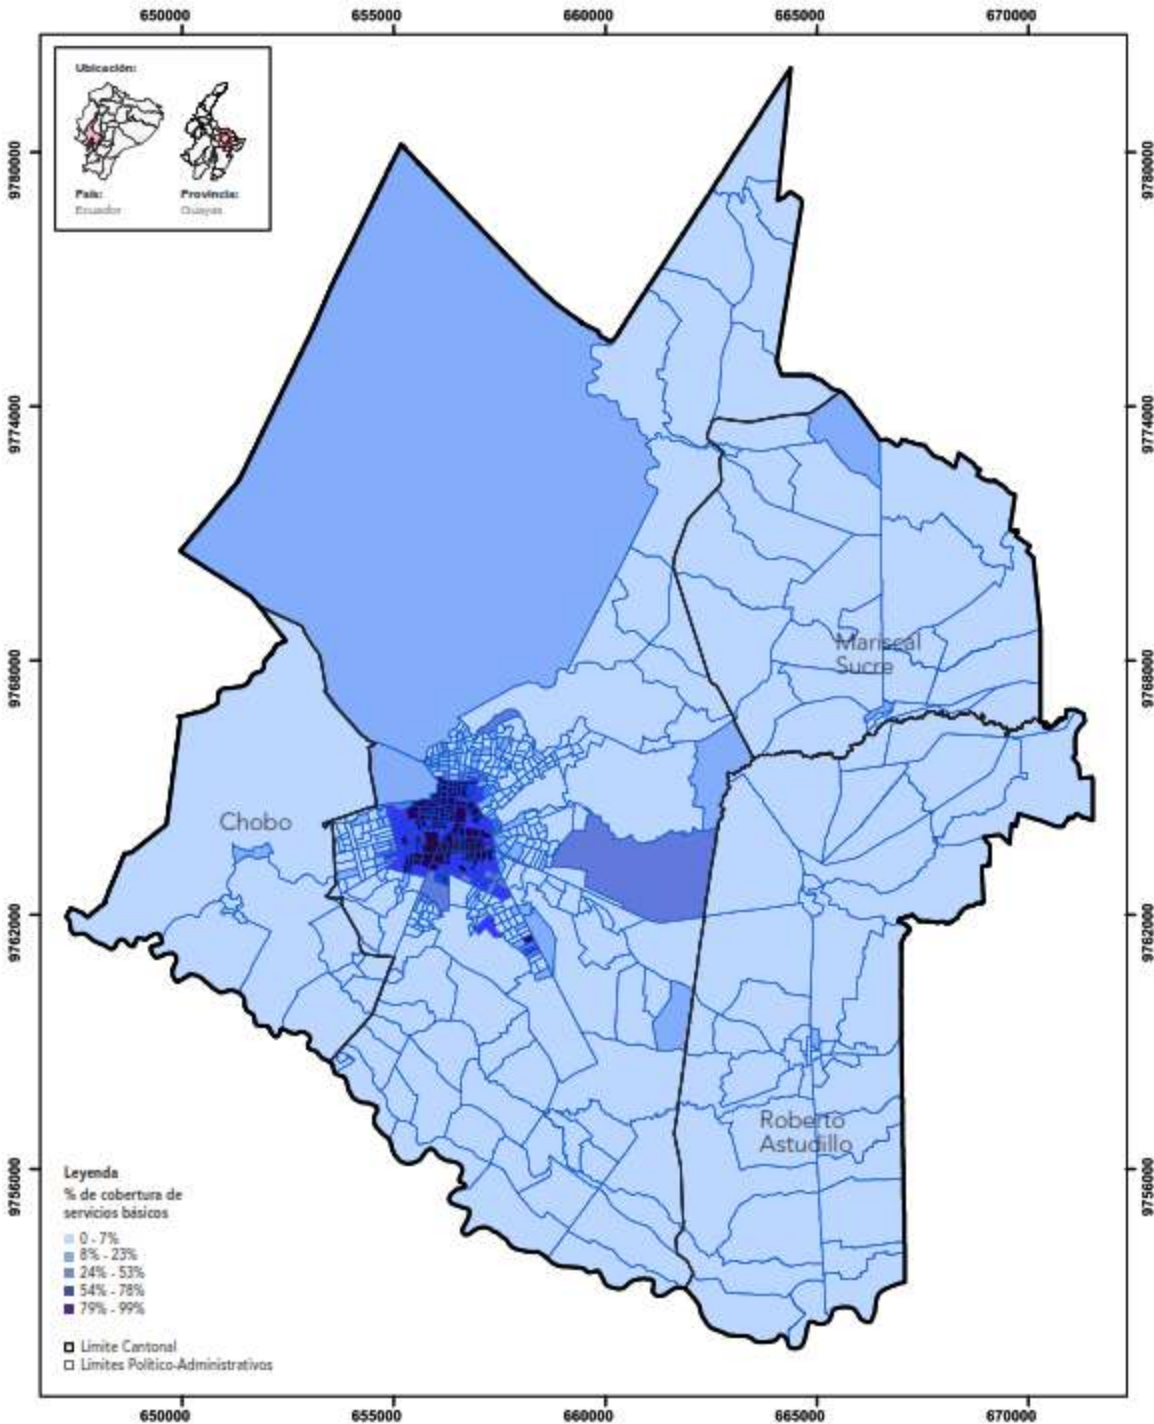 650000 655000 660000 665000 670000
Ubicación:
País: Provincia:
Ecuador Guayas
9780000 9780000
9774000 9774000
9768000 9768000
9762000 9762000
9756000 9756000
Mariscal
Sucre
Chobo
Roberto
Astudillo
Leyenda
% de cobertura de
servicios básicos
0 - 7%
8% - 23%
24% - 53%
54% - 78%
79% - 99%
Limite Cantonal
Limites Político-Administrativos
650000 655000 660000 665000 670000